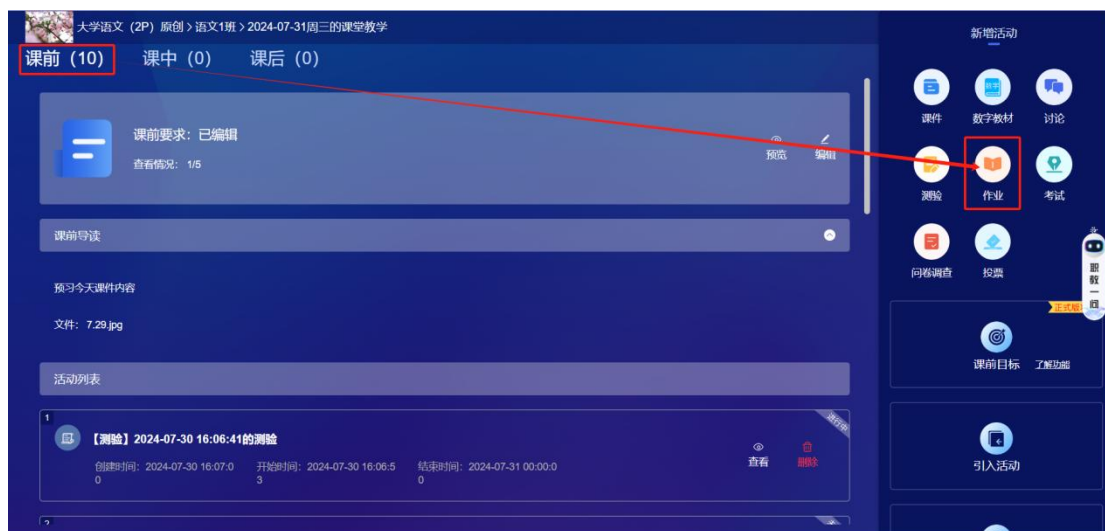 大学语文（2P）原创 > 语文1班 > 2024-07-31周三的课堂教学
课前（10） 课中（0） 课后（0）
课前要求：已编辑
查看情况：1/5
预览 编辑
课前导读
预习今天课件内容
文件：7.29.jpg
活动列表
1
进行中
【测验】2024-07-30 16:06:41的测验
创建时间：2024-07-30 16:07:0
0
开始时间：2024-07-30 16:06:5
3
结束时间：2024-07-31 00:00:0
0
查看 删除
2
新增活动
课件 数字教材 讨论
测验 作业 考试
问卷调查 投票
职教一问
课前目标 了解功能
引入活动